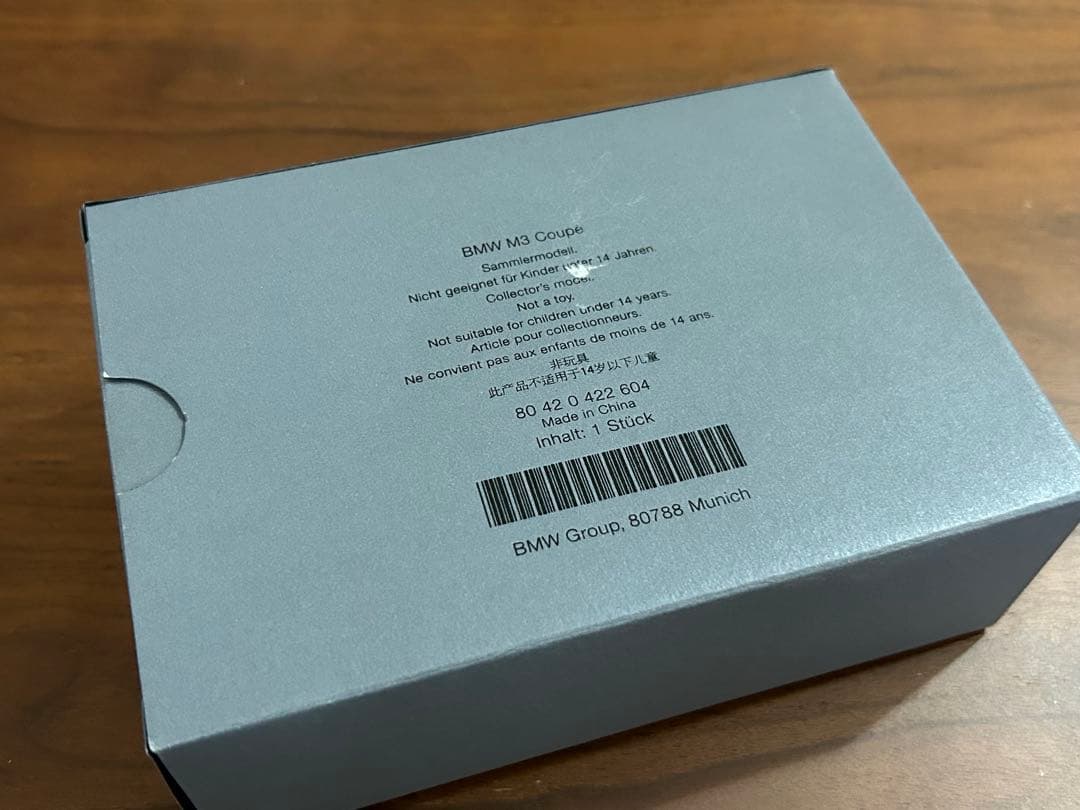 BMW M3 Coupé
Sammlermodell.
Nicht geeignet für Kinder unter 14 Jahren.
Collector's model.
Not a toy.
Not suitable for children under 14 years.
Article pour collectionneurs.
Ne convient pas aux enfants de moins de 14 ans.
非玩具
此产品不适用于14岁以下儿童
80 42 0 422 604
Made in China
Inhalt: 1 Stück
BMW Group, 80788 Munich